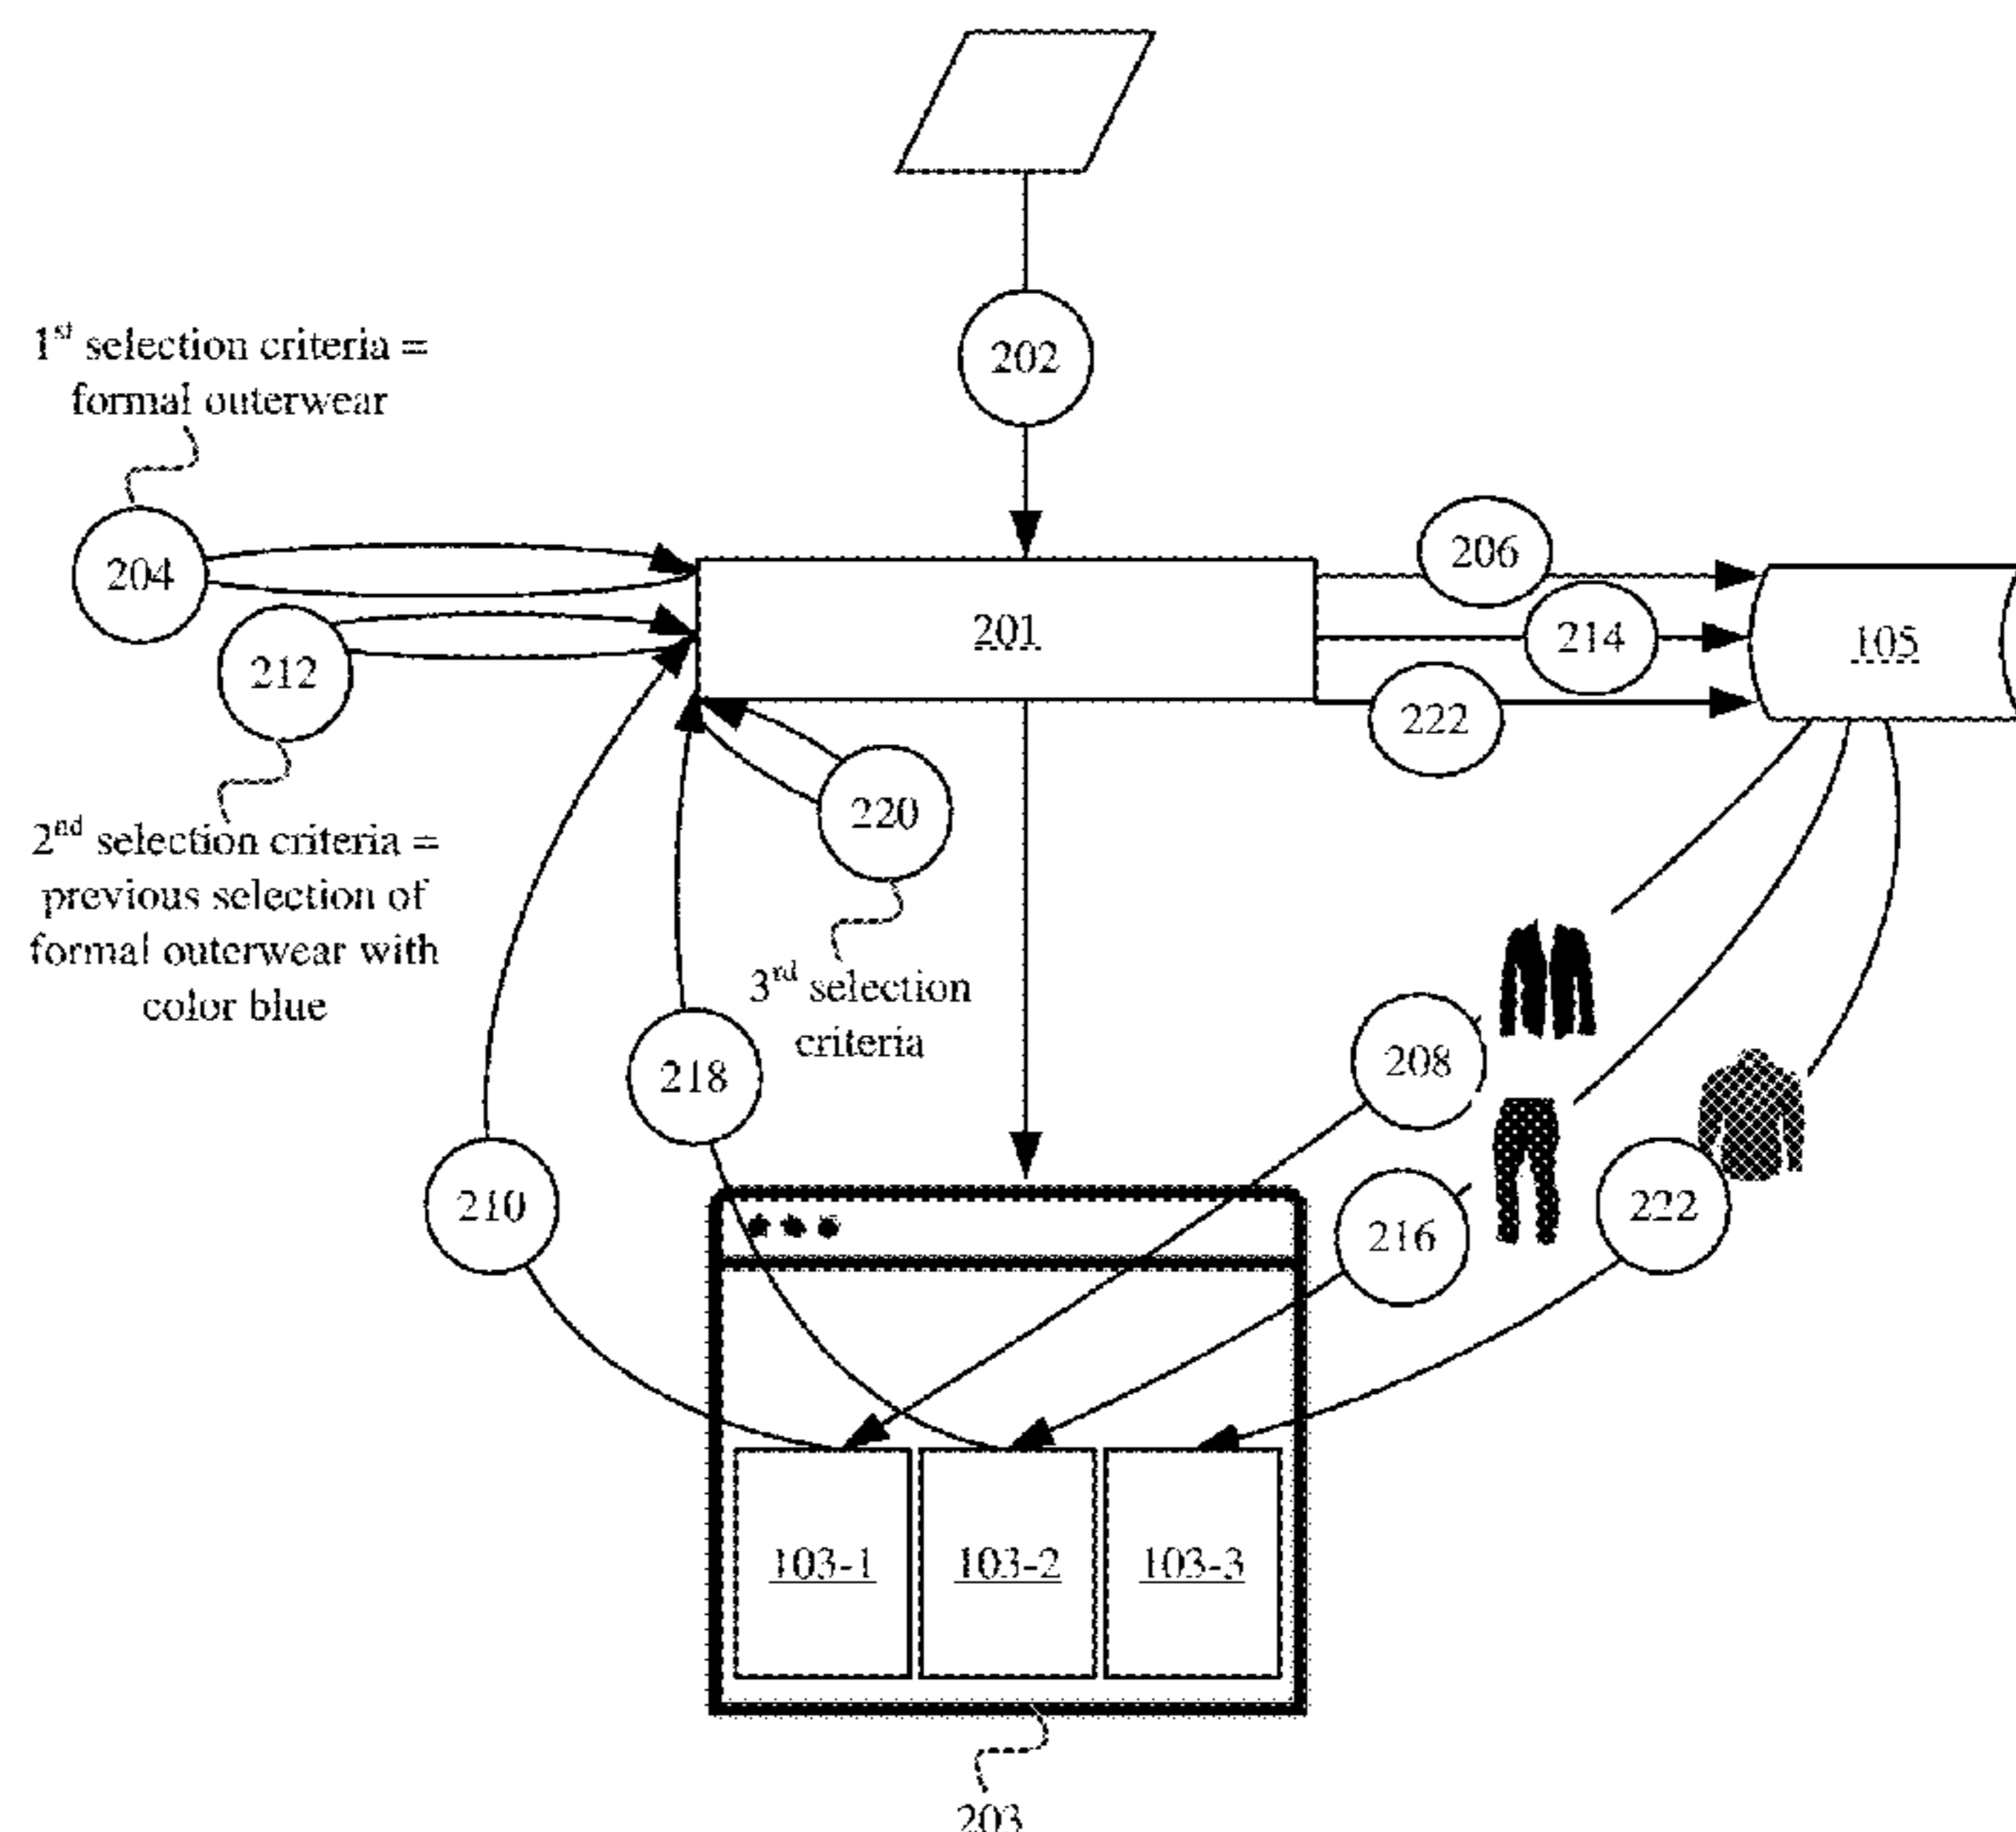 202
1st selection criteria =
formal outerwear
204
206
201
214
105
212
222
220
2nd selection criteria =
previous selection of
formal outerwear with
color blue
3rd selection
criteria
218
208
210
216
222
103-1
103-2
103-3
203